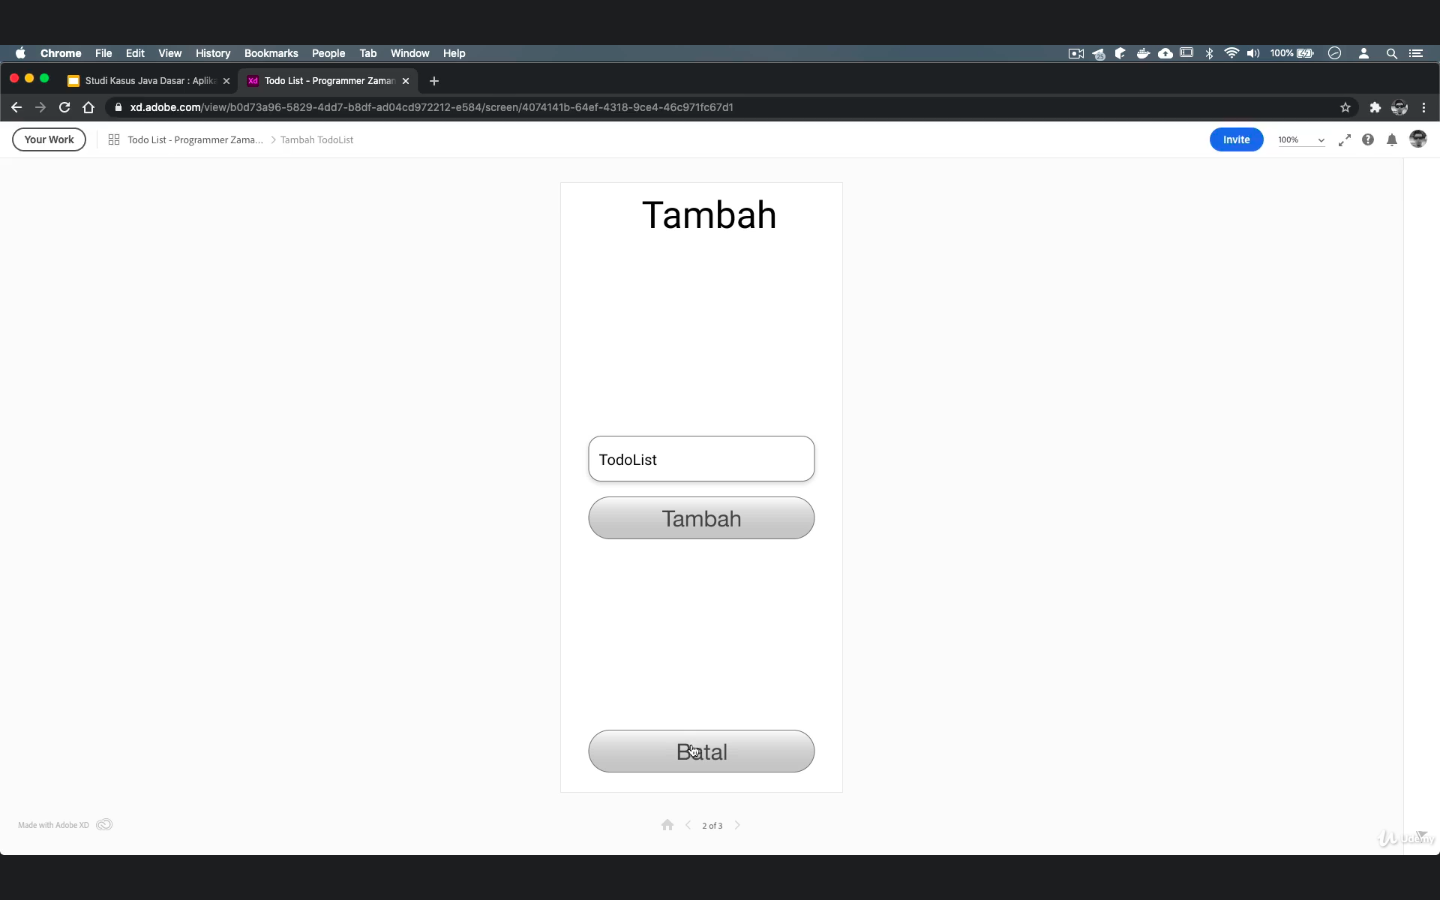 Chrome File Edit View History Bookmarks People Tab Window Help 100%
Studi Kasus Java Dasar : Aplik
Xd Todo List - Programmer Zaman
xd.adobe.com/view/b0d73a96-5829-4dd7-b8df-ad04cd972212-e584/screen/4074141b-64ef-4318-9ce4-46c971fc67d1
Your Work Todo List - Programmer Zama... > Tambah TodoList Invite 100%
Tambah
TodoList
Tambah
Batal
Made with Adobe XD 2 of 3
Udemy